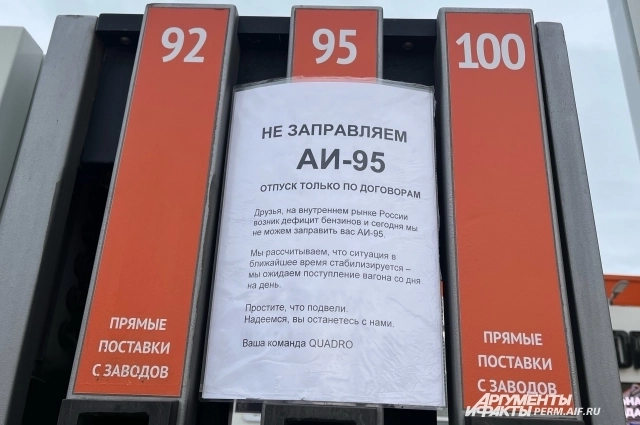 92
95
100
НЕ ЗАПРАВЛЯЕМ
АИ-95
ОТПУСК ТОЛЬКО ПО ДОГОВОРАМ
Друзья, на внутреннем рынке России
возник дефицит бензинов и сегодня мы
не можем заправить вас АИ-95.
Мы рассчитываем, что ситуация в
ближайшее время стабилизируется –
мы ожидаем поступление вагона со дня
на день.
Простите, что подвели.
Надеемся, вы останетесь с нами.
Ваша команда QUADRO
ПРЯМЫЕ
ПОСТАВКИ
С ЗАВОДОВ
ПРЯМЫЕ
ПОСТАВКИ
С ЗАВОДОВ
АРГУМЕНТЫ
И ФАКТЫ PERM.AIF.RU